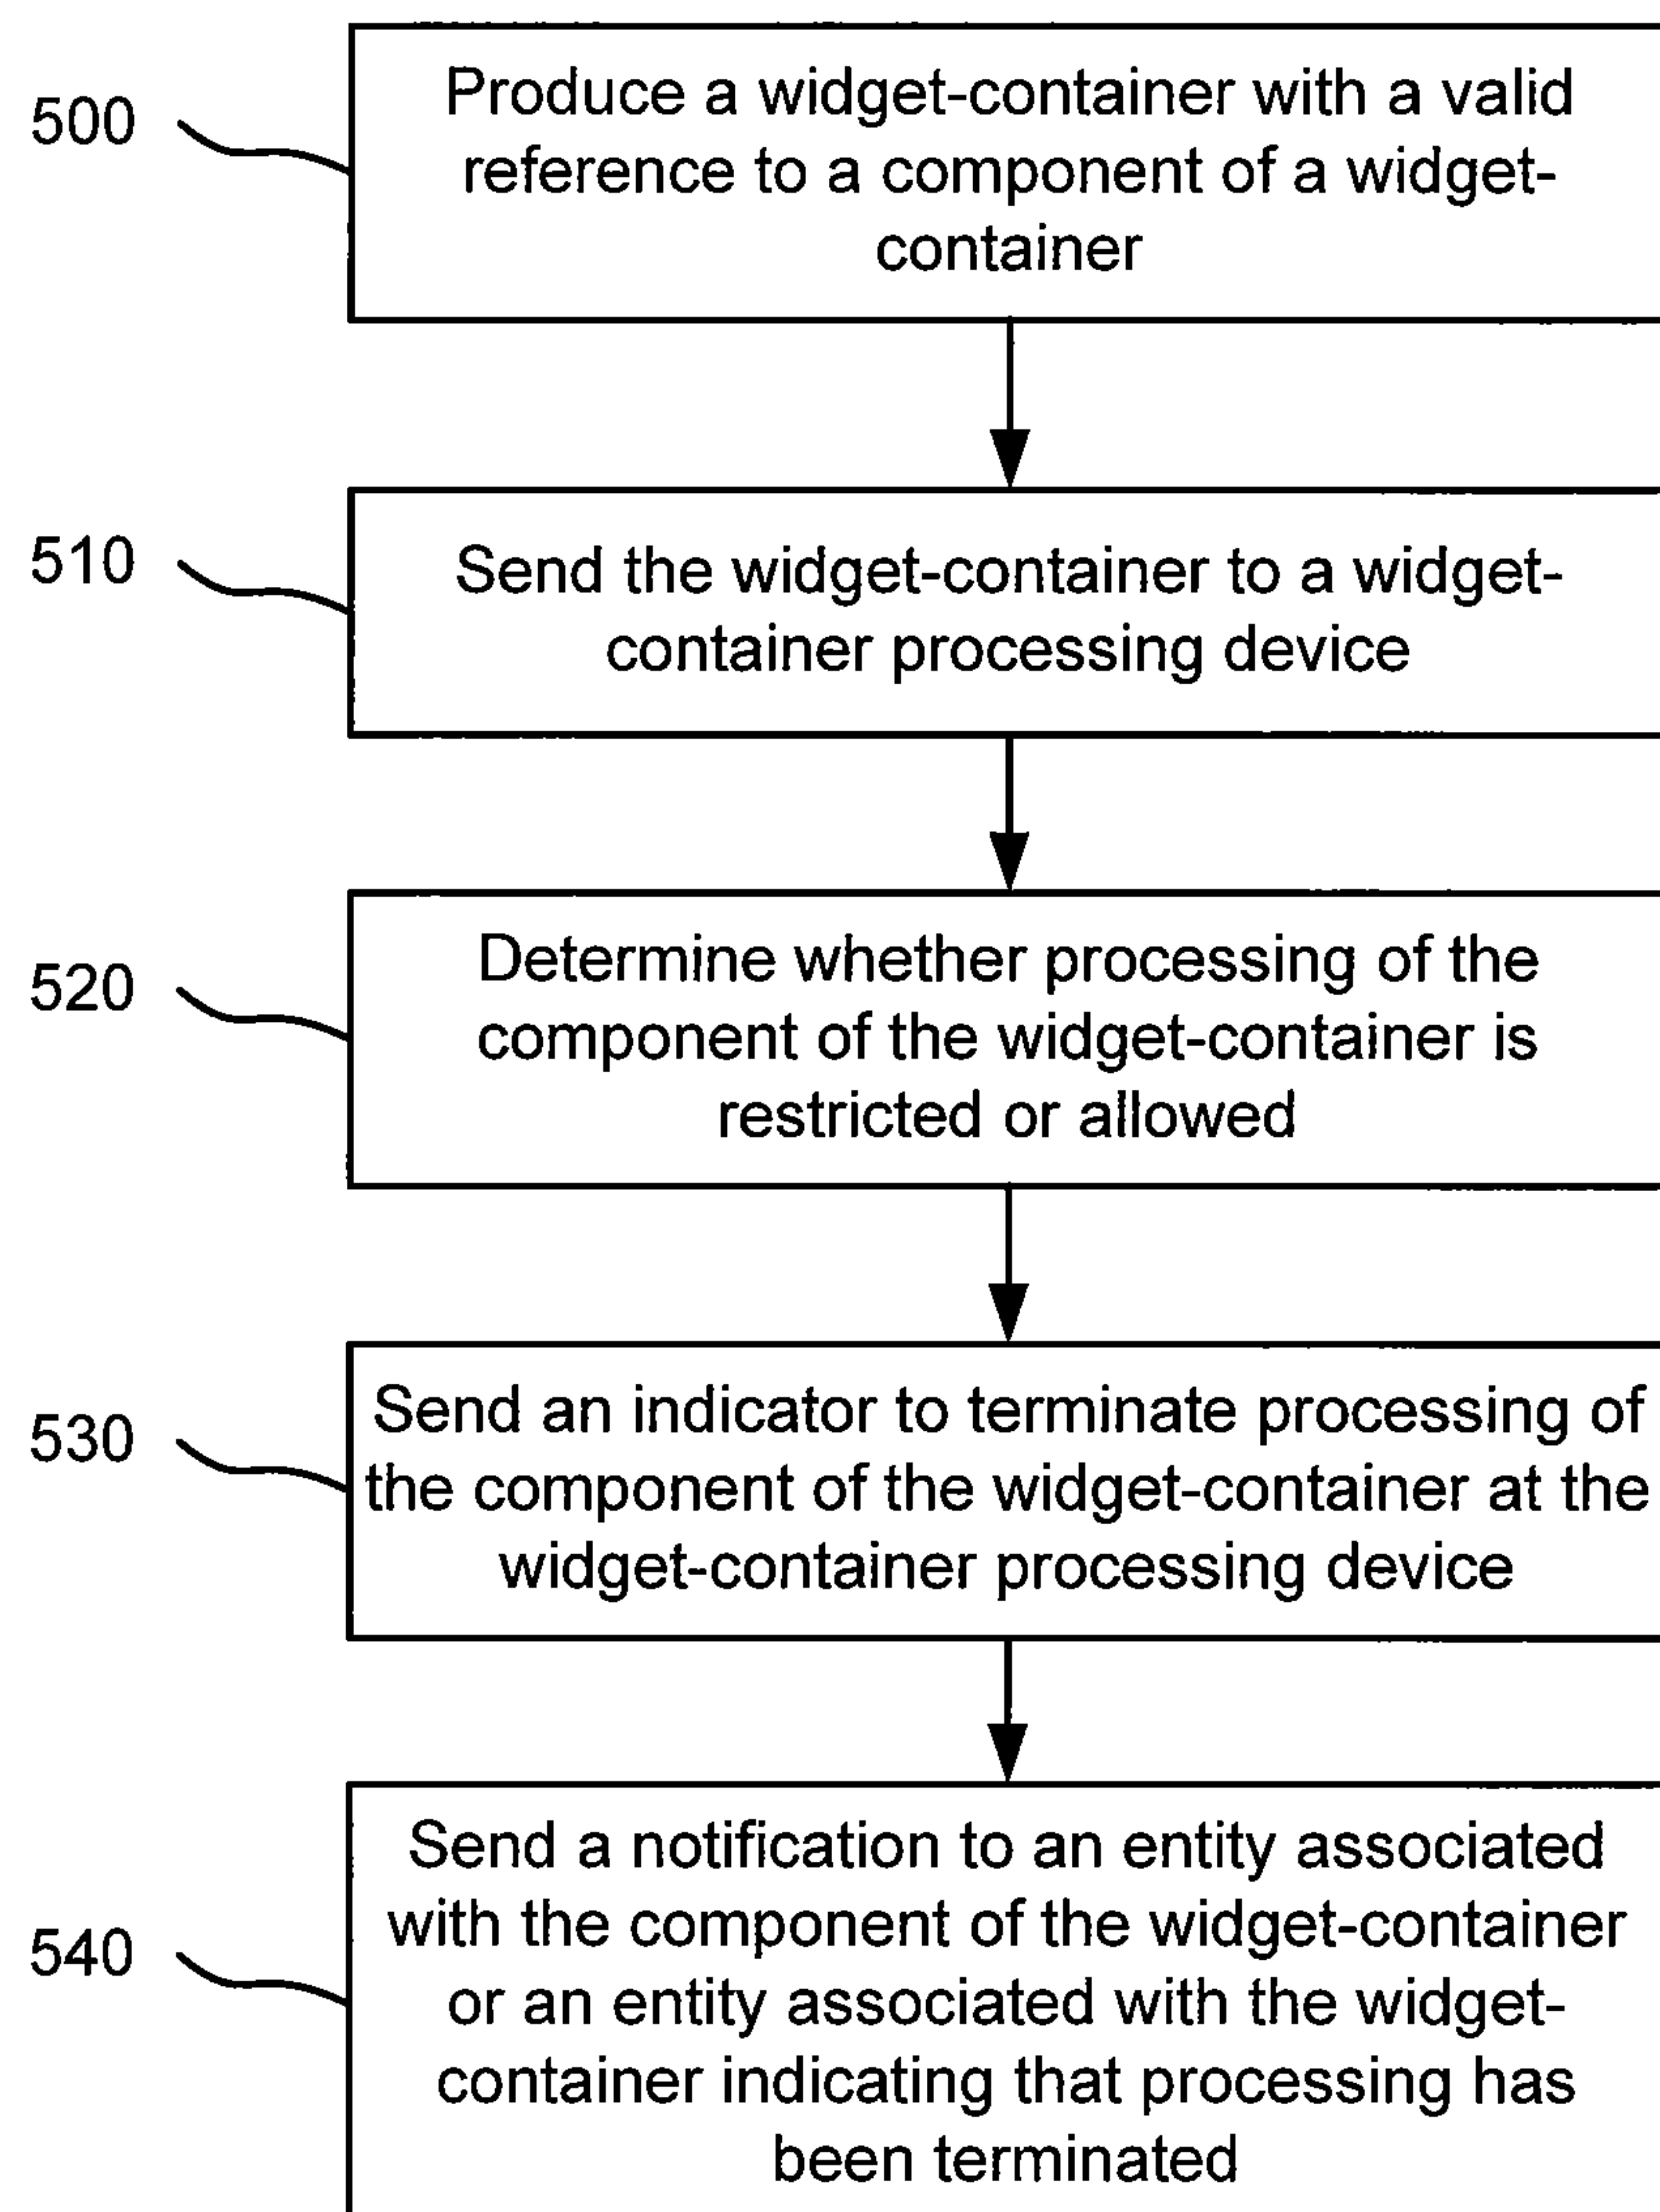 500
Produce a widget-container with a valid
reference to a component of a widget-
container
510
Send the widget-container to a widget-
container processing device
520
Determine whether processing of the
component of the widget-container is
restricted or allowed
530
Send an indicator to terminate processing of
the component of the widget-container at the
widget-container processing device
540
Send a notification to an entity associated
with the component of the widget-container
or an entity associated with the widget-
container indicating that processing has
been terminated